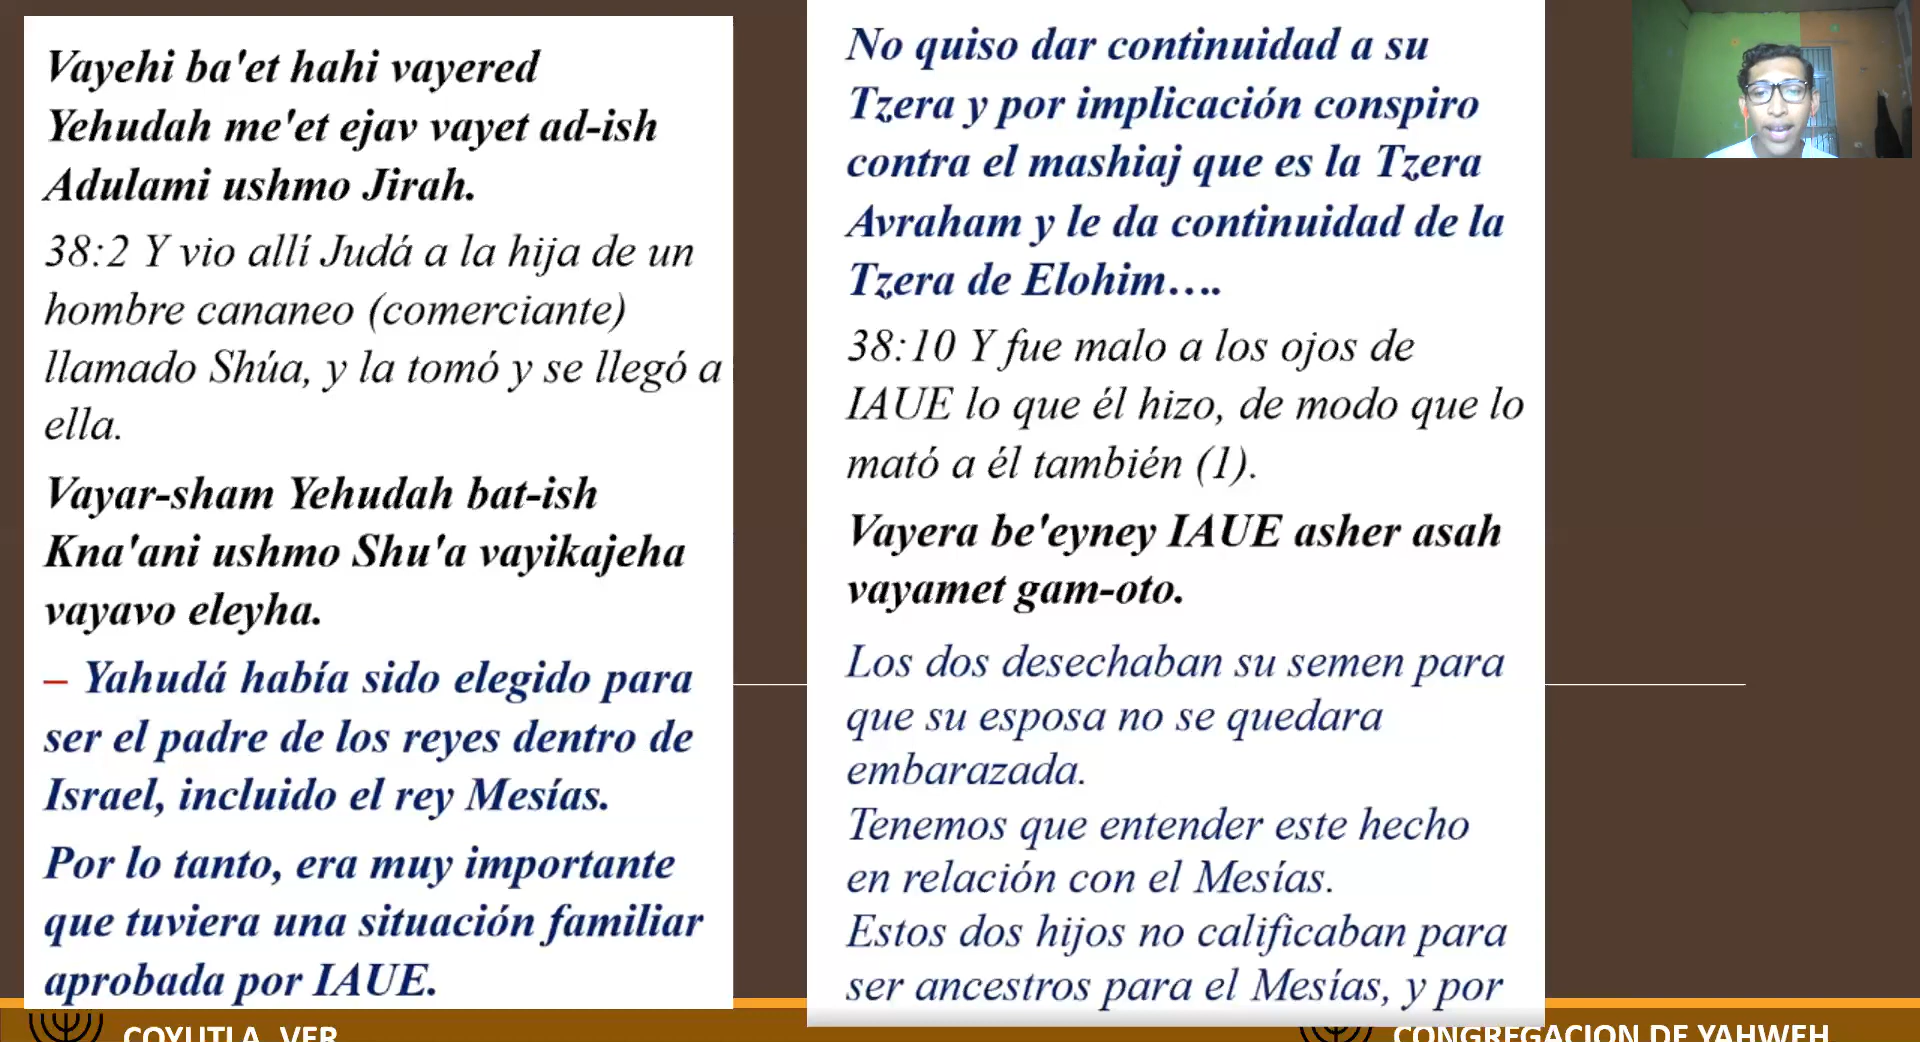 Vayehi ba'et hahi vayered
Yehudah me'et ejav vayet ad-ish
Adulami ushmo Jirah.
38:2 Y vio allí Judá a la hija de un
hombre cananeo (comerciante)
llamado Shúa, y la tomó y se llegó a
ella.
Vayar-sham Yehudah bat-ish
Kna'ani ushmo Shu'a vayikajeha
vayavo eleyha.
– Yahudá había sido elegido para
ser el padre de los reyes dentro de
Israel, incluido el rey Mesías.
Por lo tanto, era muy importante
que tuviera una situación familiar
aprobada por IAUE.
No quiso dar continuidad a su
Tzera y por implicación conspiro
contra el mashiaj que es la Tzera
Avraham y le da continuidad de la
Tzera de Elohim….
38:10 Y fue malo a los ojos de
IAUE lo que él hizo, de modo que lo
mató a él también (1).
Vayera be'eyney IAUE asher asah
vayamet gam-oto.
Los dos desechaban su semen para
que su esposa no se quedara
embarazada.
Tenemos que entender este hecho
en relación con el Mesías.
Estos dos hijos no calificaban para
ser ancestros para el Mesías, y por
COYUTLA, VER
CONGREGACION DE YAHWEH